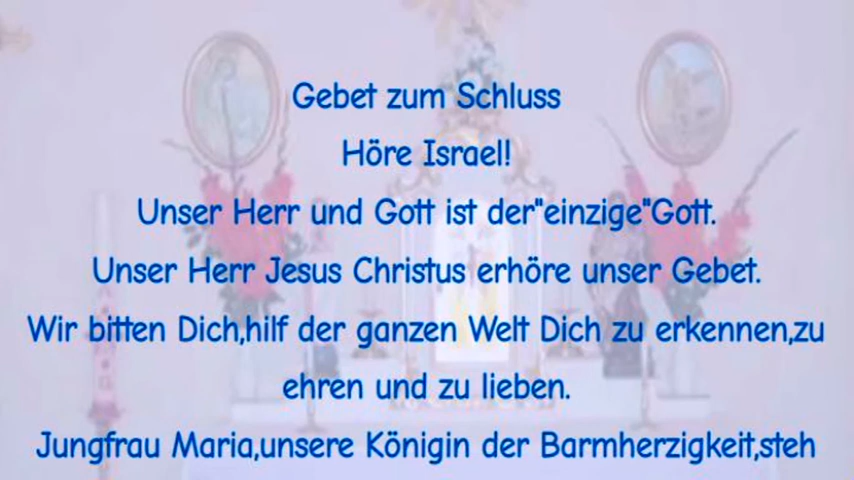 Gebet zum Schluss
Höre Israel!
Unser Herr und Gott ist der"einzige"Gott.
Unser Herr Jesus Christus erhöre unser Gebet.
Wir bitten Dich,hilf der ganzen Welt Dich zu erkennen,zu
ehren und zu lieben.
Jungfrau Maria,unsere Königin der Barmherzigkeit,steh